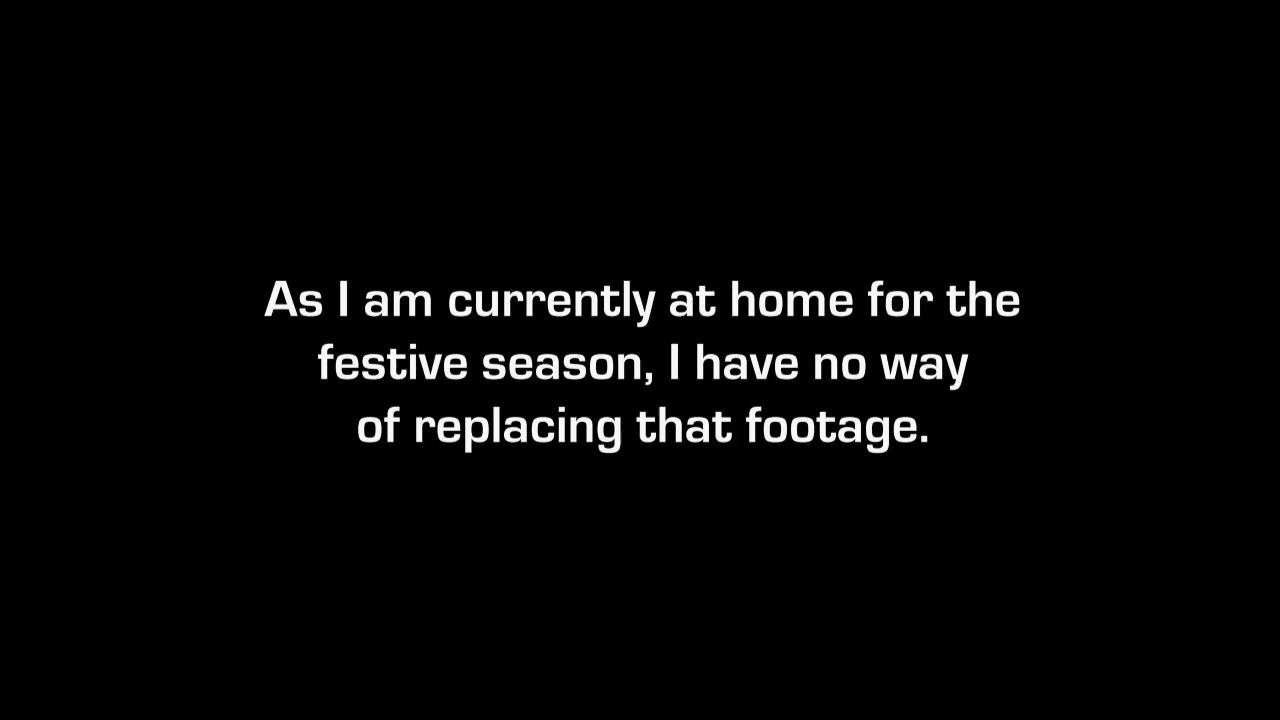 As I am currently at home for the
festive season, I have no way
of replacing that footage.